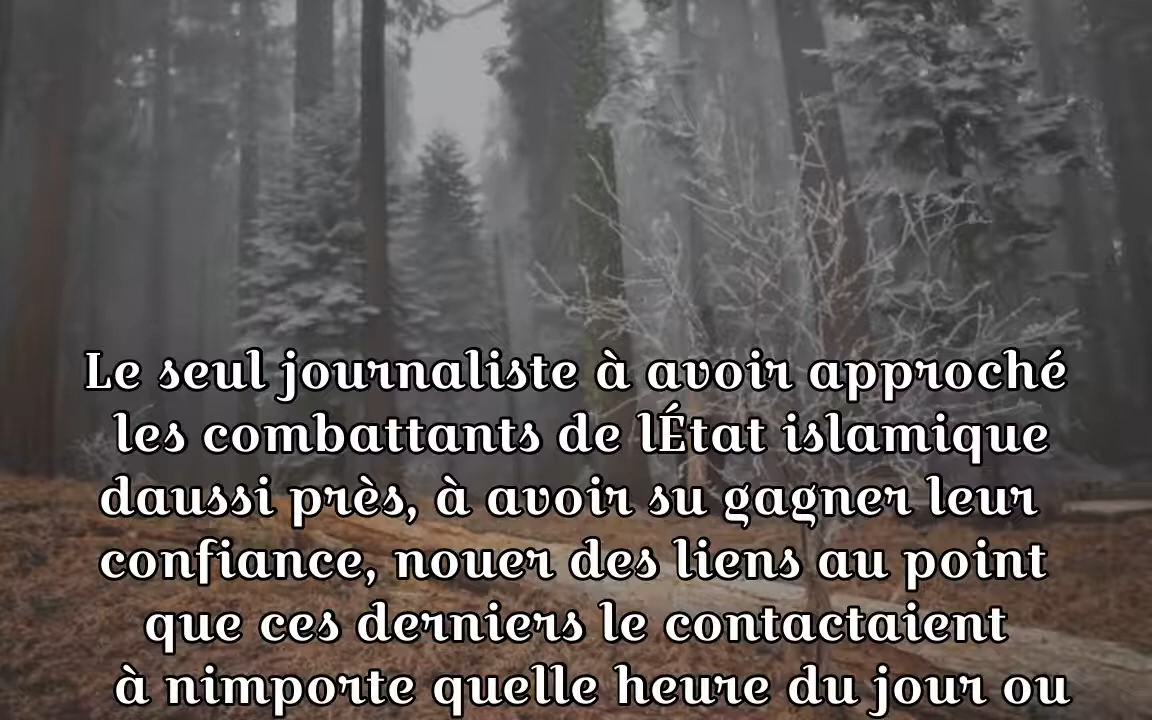 Le seul journaliste à avoir approché
les combattants de lÉtat islamique
daussi près, à avoir su gagner leur
confiance, nouer des liens au point
que ces derniers le contactaient
à nimporte quelle heure du jour ou